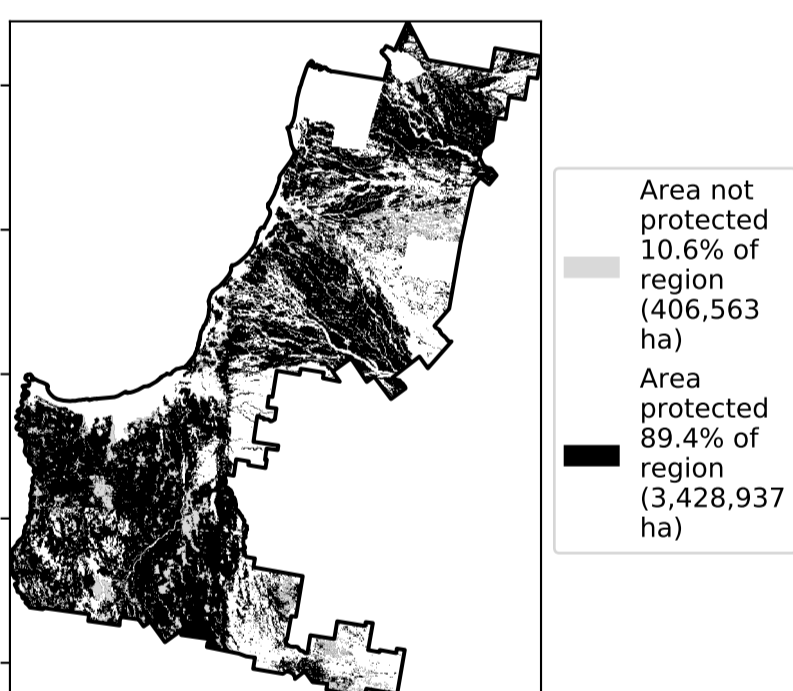 Area not
protected
10.6% of
region
(406,563
ha)
Area
protected
89.4% of
region
(3,428,937
ha)